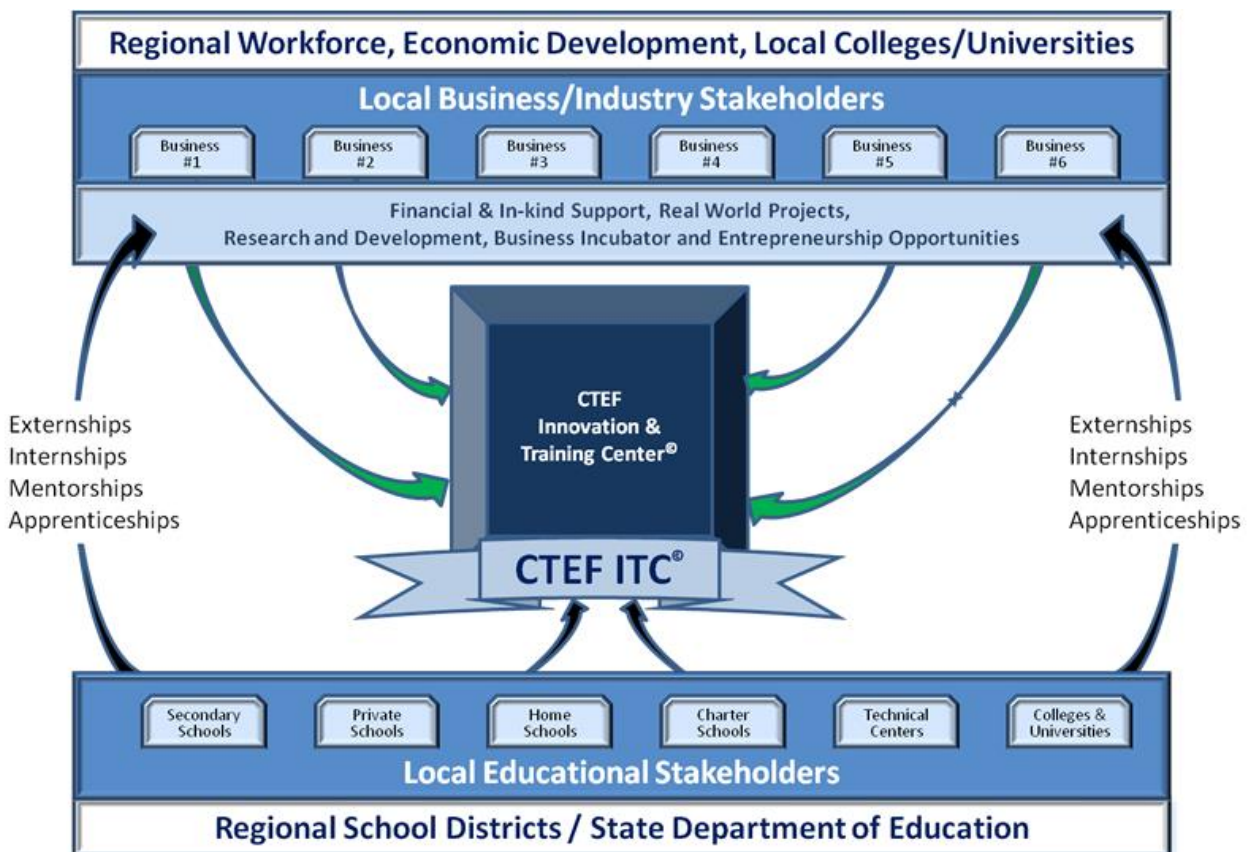 Regional Workforce, Economic Development, Local Colleges/Universities
Local Business/Industry Stakeholders
Business
#1
Business
#2
Business
#3
Business
#4
Business
#5
Business
#6
Financial & In-kind Support, Real World Projects,
Research and Development, Business Incubator and Entrepreneurship Opportunities
Externships
Internships
Mentorships
Apprenticeships
CTEF
Innovation &
Training Center©
CTEF ITC©
Externships
Internships
Mentorships
Apprenticeships
Secondary
Schools
Private
Schools
Home
Schools
Charter
Schools
Technical
Centers
Colleges &
Universities
Local Educational Stakeholders
Regional School Districts / State Department of Education